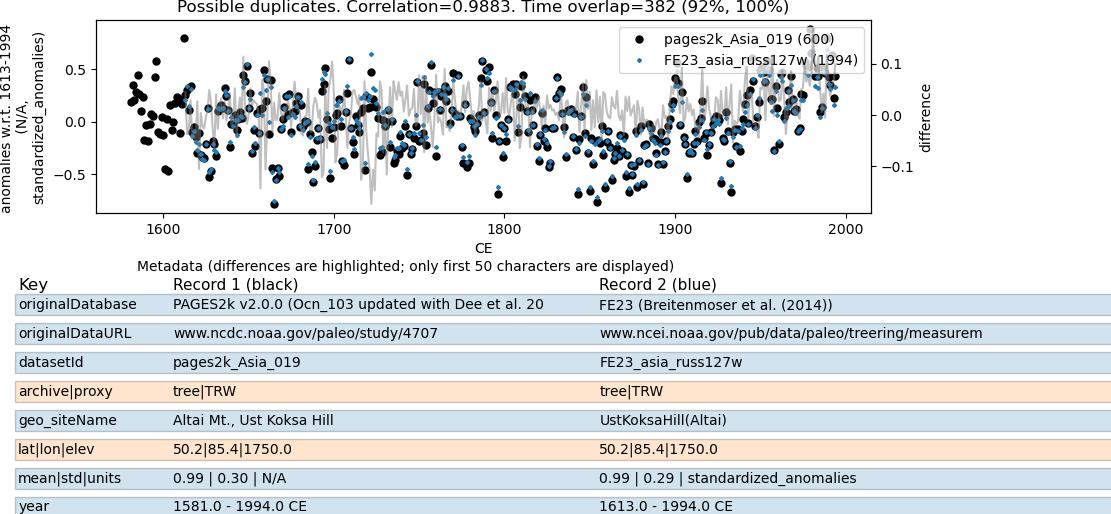 Possible duplicates. Correlation=0.9883. Time overlap=382 (92%, 100%)
anomalies w.r.t. 1613-1994
(N/A,
standardized_anomalies)
0.5
0.0
−0.5
pages2k_Asia_019 (600)
FE23_asia_russ127w (1994)
0.1
0.0
−0.1
difference
1600 1700 1800 1900 2000
CE
Metadata (differences are highlighted; only first 50 characters are displayed)
Key Record 1 (black) Record 2 (blue)
originalDatabase PAGES2k v2.0.0 (Ocn_103 updated with Dee et al. 20 FE23 (Breitenmoser et al. (2014))
originalDataURL www.ncdc.noaa.gov/paleo/study/4707 www.ncei.noaa.gov/pub/data/paleo/treering/measurem
datasetId pages2k_Asia_019 FE23_asia_russ127w
archive|proxy tree|TRW tree|TRW
geo_siteName Altai Mt., Ust Koksa Hill UstKoksaHill(Altai)
lat|lon|elev 50.2|85.4|1750.0 50.2|85.4|1750.0
mean|std|units 0.99 | 0.30 | N/A 0.99 | 0.29 | standardized_anomalies
year 1581.0 - 1994.0 CE 1613.0 - 1994.0 CE